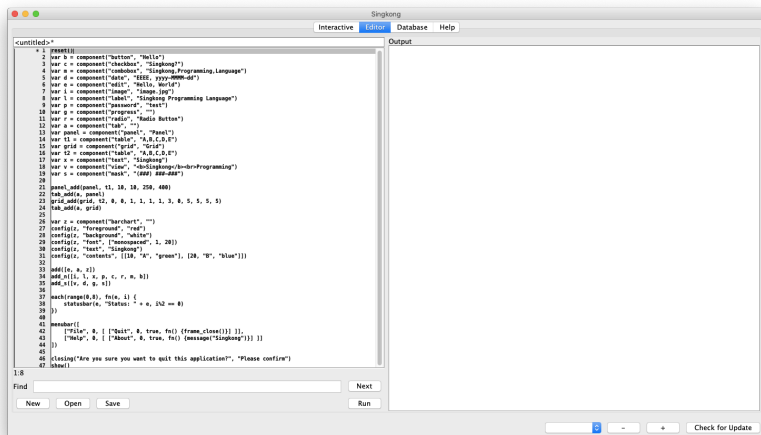 Singkong
Interactive Editor Database Help
<untitled>*
Output
* 1 reset()
2 var b = component("button", "Hello")
3 var c = component("checkbox", "Singkong?")
4 var m = component("combobox", "Singkong,Programming,Language")
5 var d = component("date", "EEEE, yyyy-MMMM-dd")
6 var e = component("edit", "Hello, World")
7 var i = component("image", "image.jpg")
8 var l = component("label", "Singkong Programming Language")
9 var p = component("password", "test")
10 var g = component("progress", "")
11 var r = component("radio", "Radio Button")
12 var a = component("tab", "")
13 var panel = component("panel", "Panel")
14 var t1 = component("table", "A,B,C,D,E")
15 var grid = component("grid", "Grid")
16 var t2 = component("table", "A,B,C,D,E")
17 var x = component("text", "Singkong")
18 var v = component("view", "<b>Singkong</b><br>Programming")
19 var s = component("mask", "(###) ###-###")
20
21 panel_add(panel, t1, 10, 10, 250, 400)
22 tab_add(a, panel)
23 grid_add(grid, t2, 0, 0, 1, 1, 1, 1, 3, 0, 5, 5, 5, 5)
24 tab_add(a, grid)
25
26 var z = component("barchart", "")
27 config(z, "foreground", "red")
28 config(z, "background", "white")
29 config(z, "font", ["monospaced", 1, 20])
30 config(z, "text", "Singkong")
31 config(z, "contents", [[10, "A", "green"], [20, "B", "blue"]])
32
33 add([e, a, z])
34 add_n([i, l, x, p, c, r, m, b])
35 add_s([v, d, g, s])
36
37 each(range(0,8), fn(e, i) {
38 statusbar(e, "Status: " + e, i%2 == 0)
39 })
40
41 menubar([
42 ["File", 0, [ ["Quit", 0, true, fn() {frame_close()}] ]],
43 ["Help", 0, [ ["About", 0, true, fn() {message("Singkong")}] ]]
44 ])
45
46 closing("Are you sure you want to quit this application?", "Please confirm")
47 show()
1:8
Find
Next
New Open Save Run
- + Check for Update